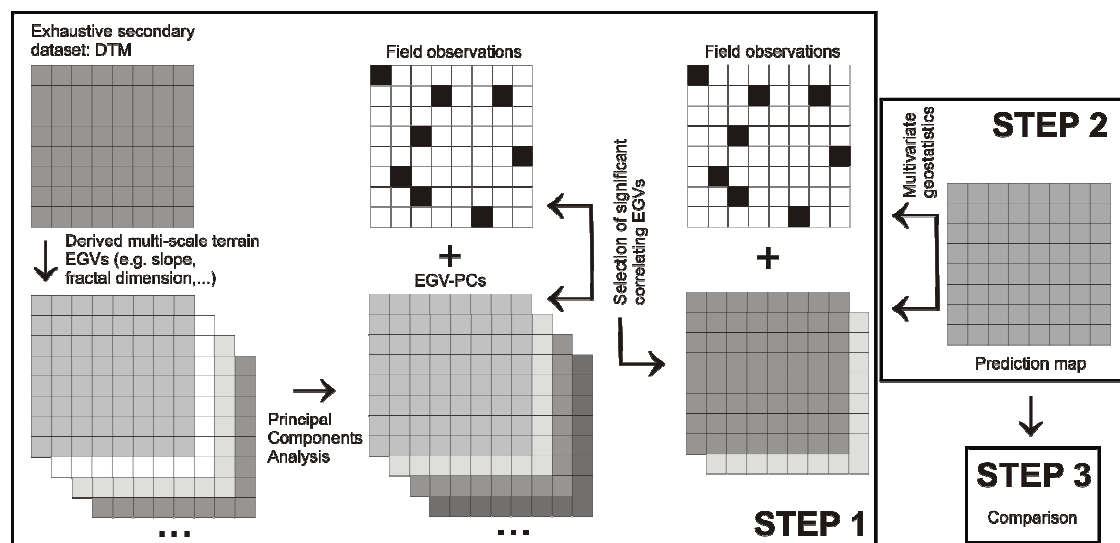 Exhaustive secondary
dataset: DTM
Derived multi-scale terrain
EGVs (e.g. slope,
fractal dimension,...)
...
Principal
Components
Analysis
Field observations
+
EGV-PCs
...
Selection of significant
correlating EGVs
Field observations
+
STEP 1
STEP 2
Multivariate
geostatistics
Prediction map
STEP 3
Comparison